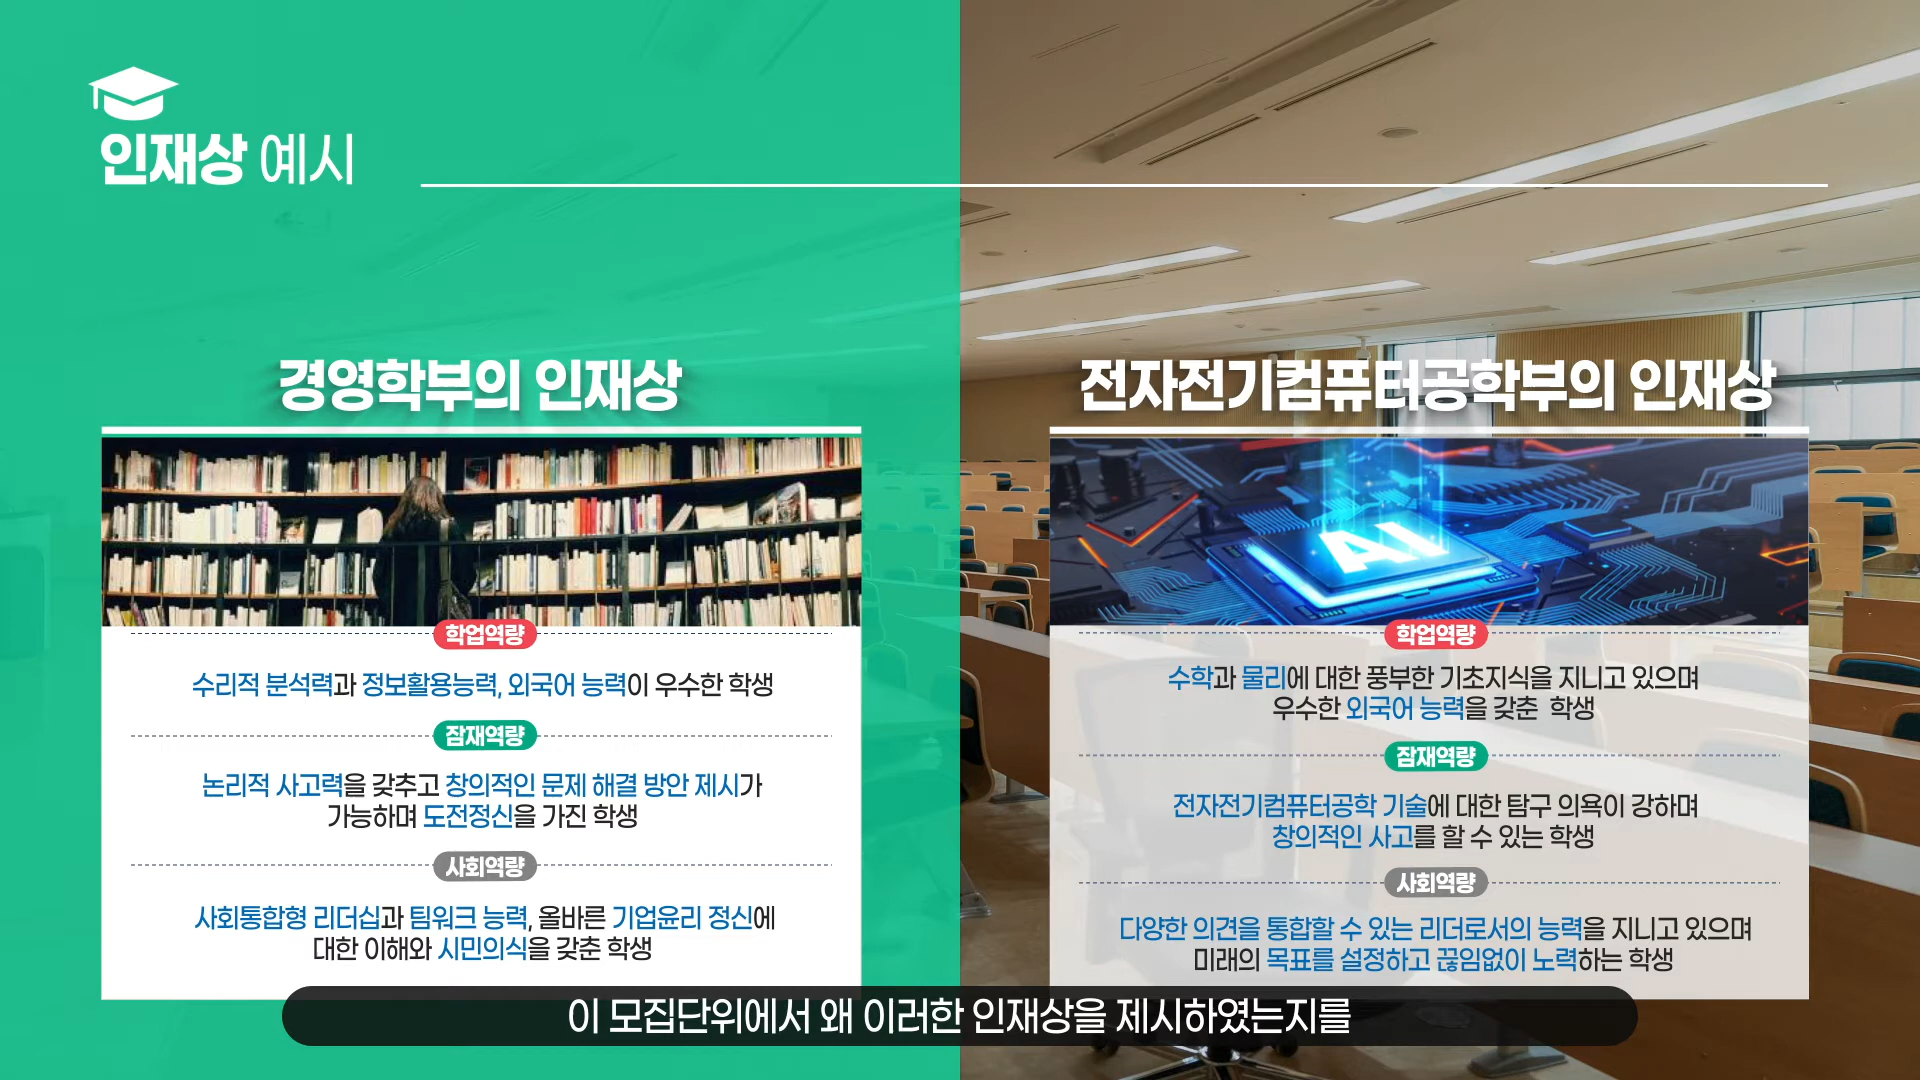 인재상 예시
경영학부의 인재상
학업역량
수리적 분석력과 정보활용능력, 외국어 능력이 우수한 학생
잠재역량
논리적 사고력을 갖추고 창의적인 문제 해결 방안 제시가
가능하며 도전정신을 가진 학생
사회역량
사회통합형 리더십과 팀워크 능력, 올바른 기업윤리 정신에
대한 이해와 시민의식을 갖춘 학생
전자전기컴퓨터공학부의 인재상
AI
학업역량
수학과 물리에 대한 풍부한 기초지식을 지니고 있으며
우수한 외국어 능력을 갖춘 학생
잠재역량
전자전기컴퓨터공학 기술에 대한 탐구 의욕이 강하며
창의적인 사고를 할 수 있는 학생
사회역량
다양한 의견을 통합할 수 있는 리더로서의 능력을 지니고 있으며
미래의 목표를 설정하고 끊임없이 노력하는 학생
이 모집단위에서 왜 이러한 인재상을 제시하였는지를